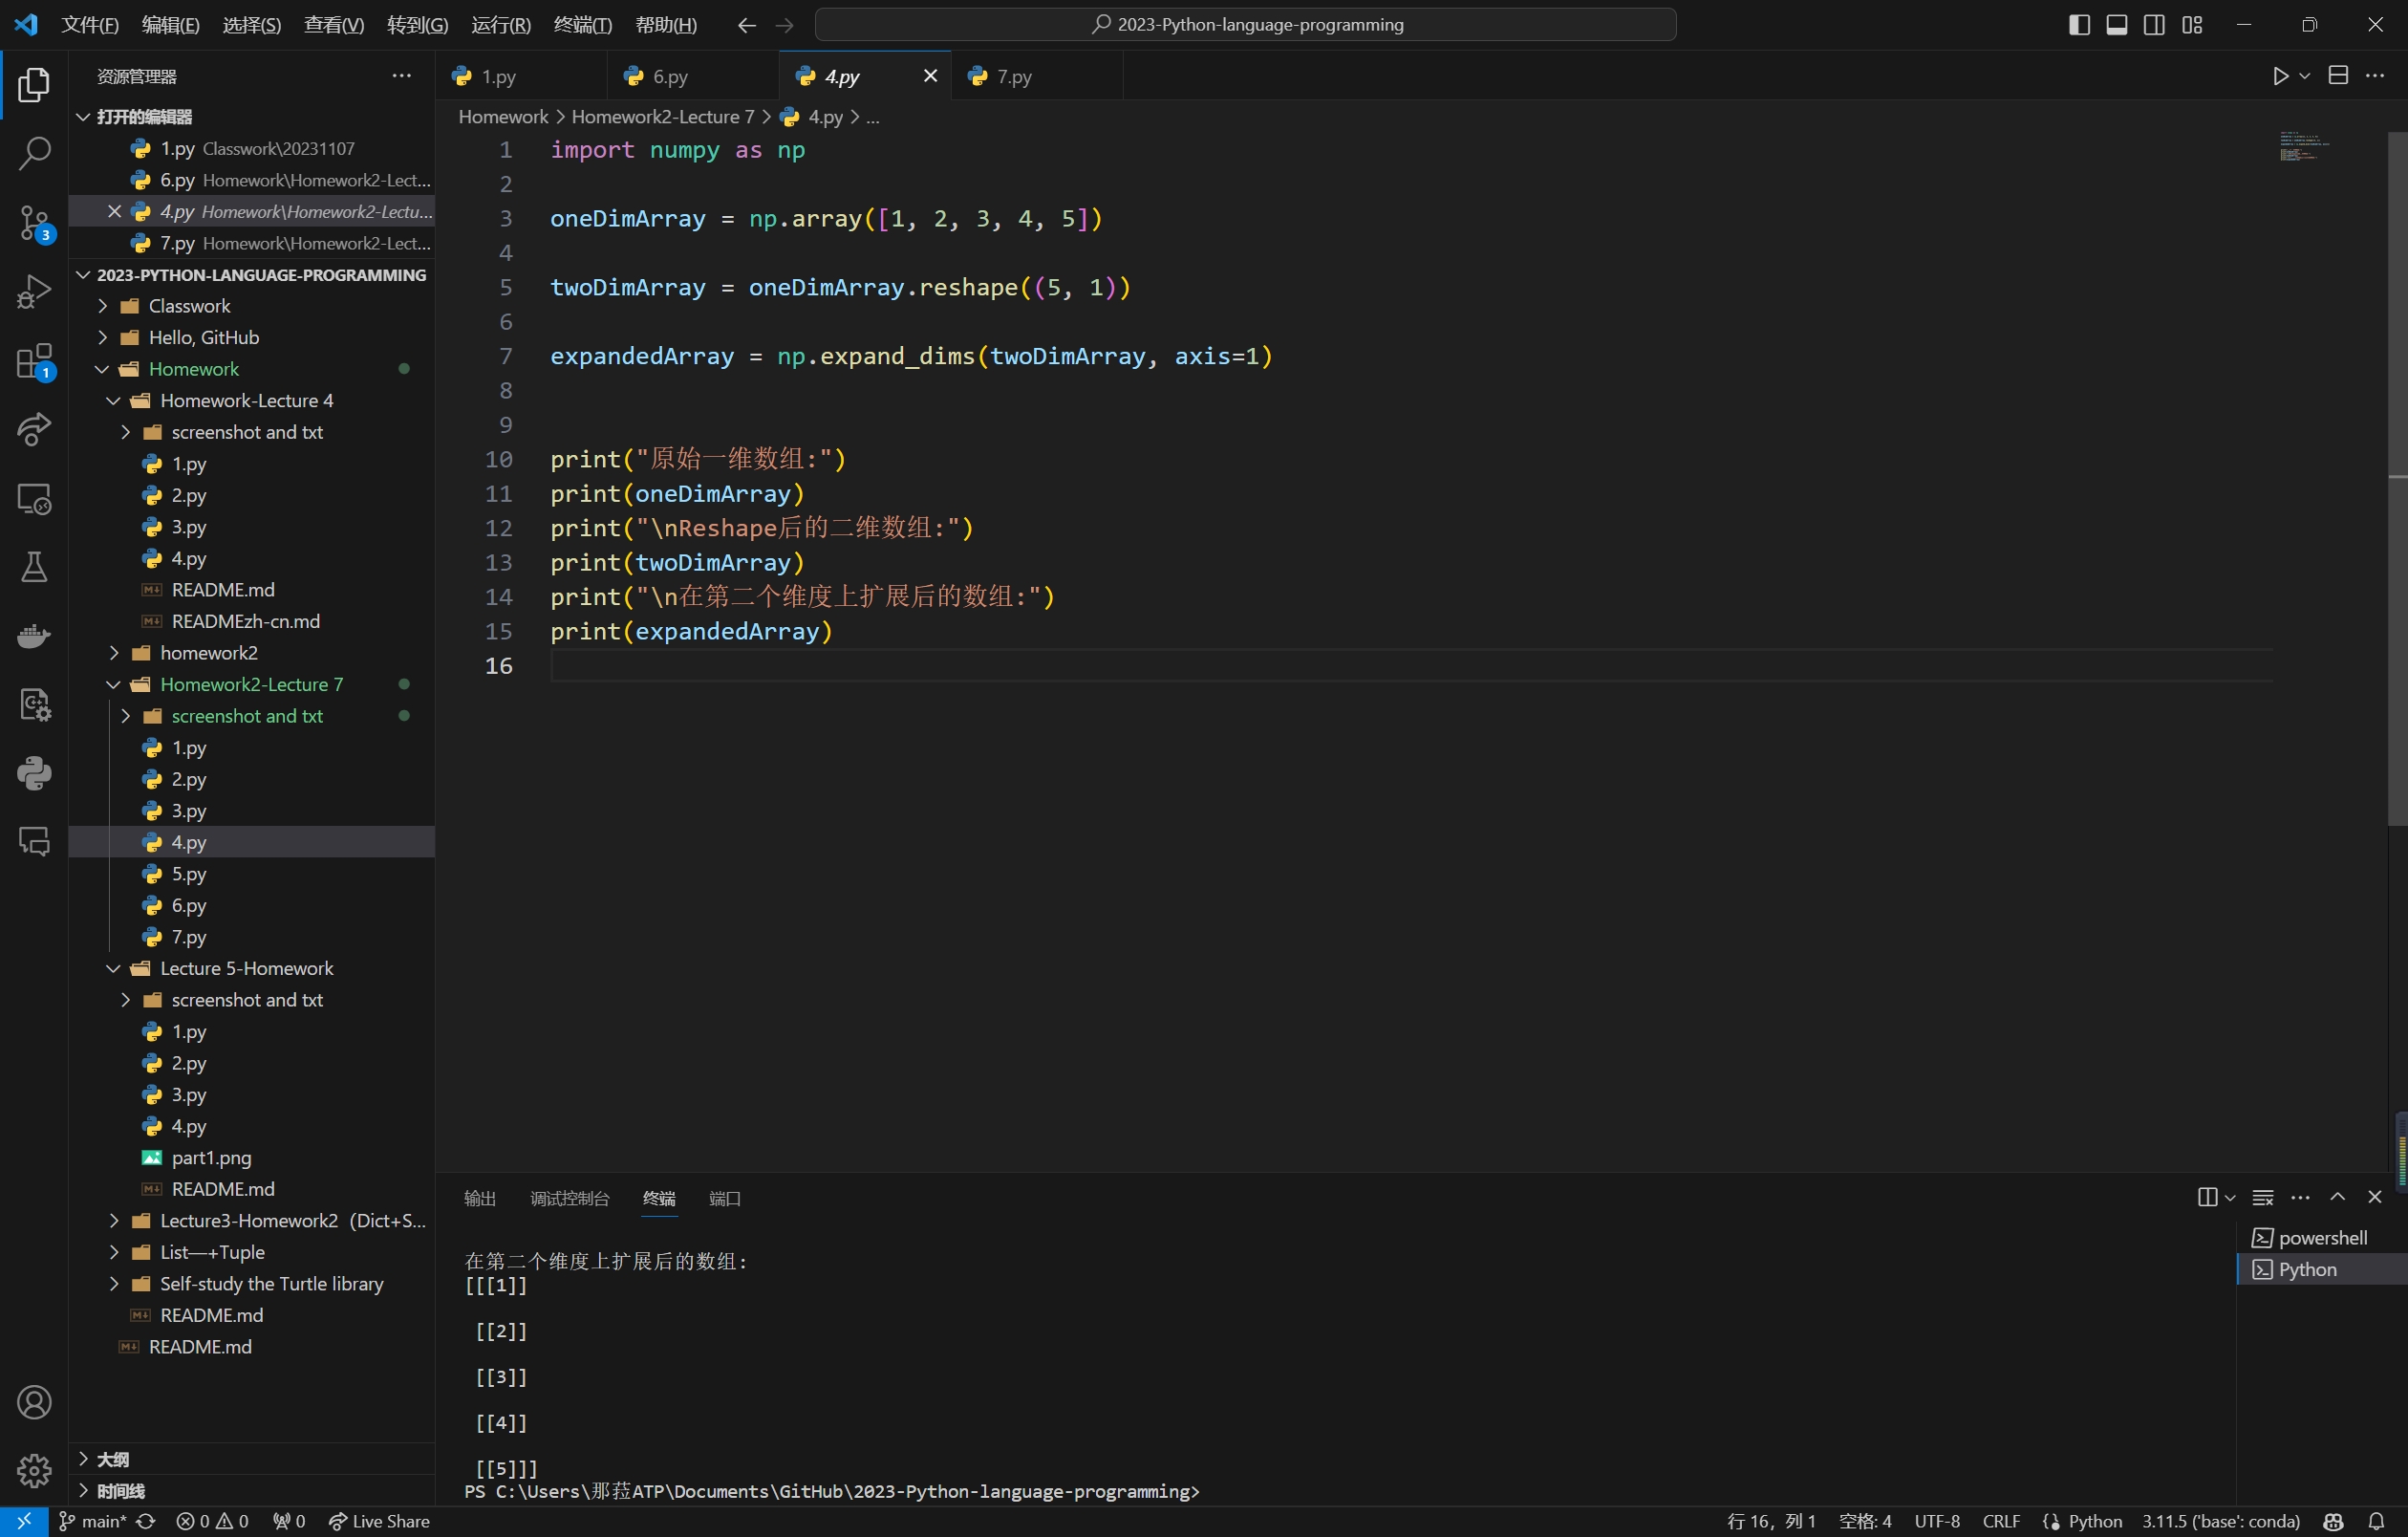 文件(F) 编辑(E) 选择(S) 查看(V) 转到(G) 运行(R) 终端(T) 帮助(H) 2023-Python-language-programming
资源管理器
打开的编辑器
1.py Classwork\20231107
6.py Homework\Homework2-Lect...
4.py Homework\Homework2-Lectu...
7.py Homework\Homework2-Lect...
2023-PYTHON-LANGUAGE-PROGRAMMING
Classwork
Hello, GitHub
Homework
Homework-Lecture 4
screenshot and txt
1.py
2.py
3.py
4.py
README.md
READMEzh-cn.md
homework2
Homework2-Lecture 7
screenshot and txt
1.py
2.py
3.py
4.py
5.py
6.py
7.py
Lecture 5-Homework
screenshot and txt
1.py
2.py
3.py
4.py
part1.png
README.md
Lecture3-Homework2（Dict+S...
List—+Tuple
Self-study the Turtle library
README.md
README.md
大纲
时间线
3
1
1.py 6.py 4.py 7.py
Homework > Homework2-Lecture 7 > 4.py > ...
1 import numpy as np
2
3 oneDimArray = np.array([1, 2, 3, 4, 5])
4
5 twoDimArray = oneDimArray.reshape((5, 1))
6
7 expandedArray = np.expand_dims(twoDimArray, axis=1)
8
9
10 print("原始一维数组:")
11 print(oneDimArray)
12 print("\nReshape后的二维数组:")
13 print(twoDimArray)
14 print("\n在第二个维度上扩展后的数组:")
15 print(expandedArray)
16
输出 调试控制台 终端 端口
在第二个维度上扩展后的数组:
[[[1]]
[[2]]
[[3]]
[[4]]
[[5]]]
PS C:\Users\那菈ATP\Documents\GitHub\2023-Python-language-programming>
powershell
Python
main* 0 0 0 Live Share 行 16，列 1 空格: 4 UTF-8 CRLF Python 3.11.5 ('base': conda)